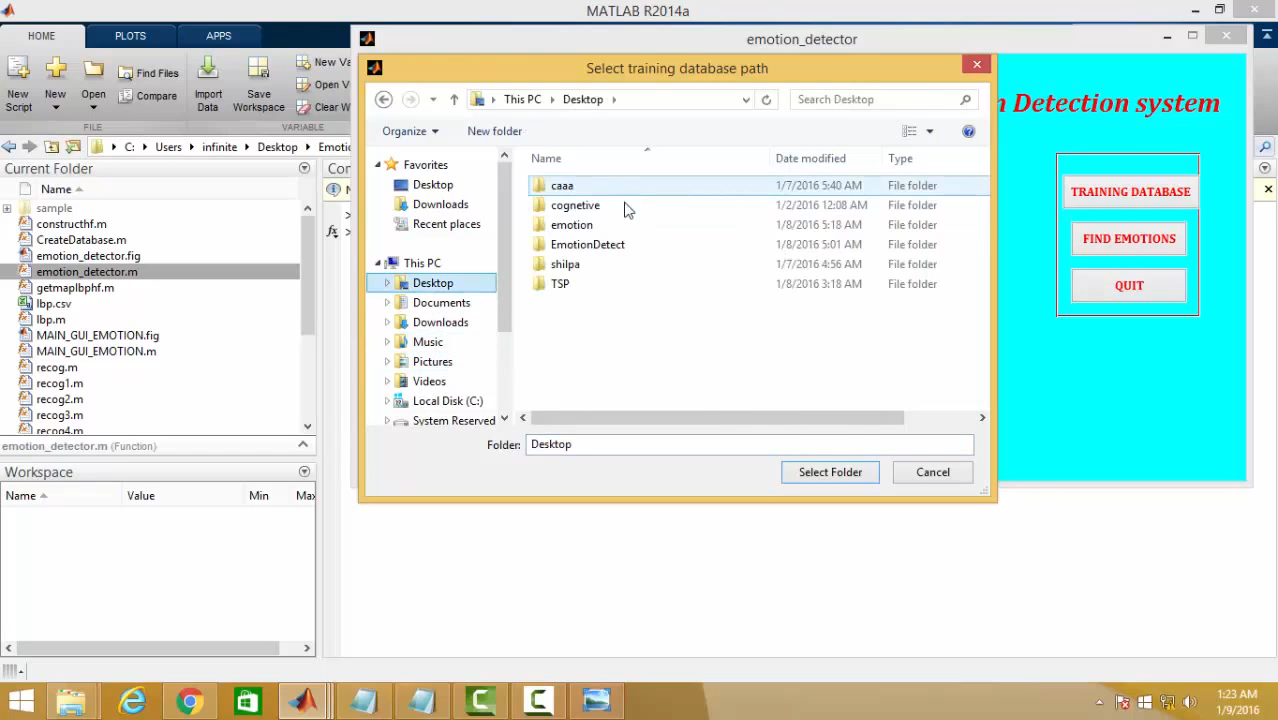 MATLAB R2014a
HOME
PLOTS
APPS
New Script
New
Open
Find Files
Compare
Import Data
Save Workspace
New Va
Open V
Clear W
FILE
VARIABLE
C:
Users
infinite
Desktop
Emotio
Current Folder
Name
sample
constructhf.m
CreateDatabase.m
emotion_detector.fig
emotion_detector.m
getmaplbphf.m
lbp.csv
lbp.m
MAIN_GUI_EMOTION.fig
MAIN_GUI_EMOTION.m
recog.m
recog1.m
recog2.m
recog3.m
recog4.m
emotion_detector.m (Function)
Workspace
Name
Value
Min
Max
Con
N
fx
emotion_detector
Select training database path
This PC
Desktop
Search Desktop
Organize
New folder
Favorites
Desktop
Downloads
Recent places
This PC
Desktop
Documents
Downloads
Music
Pictures
Videos
Local Disk (C:)
System Reserved
Name
Date modified
Type
caaa 1/7/2016 5:40 AM File folder
cognetive 1/2/2016 12:08 AM File folder
emotion 1/8/2016 5:18 AM File folder
EmotionDetect 1/8/2016 5:01 AM File folder
shilpa 1/7/2016 4:56 AM File folder
TSP 1/8/2016 3:18 AM File folder
Folder: Desktop
Select Folder
Cancel
n Detection system
TRAINING DATABASE
FIND EMOTIONS
QUIT
1:23 AM
1/9/2016